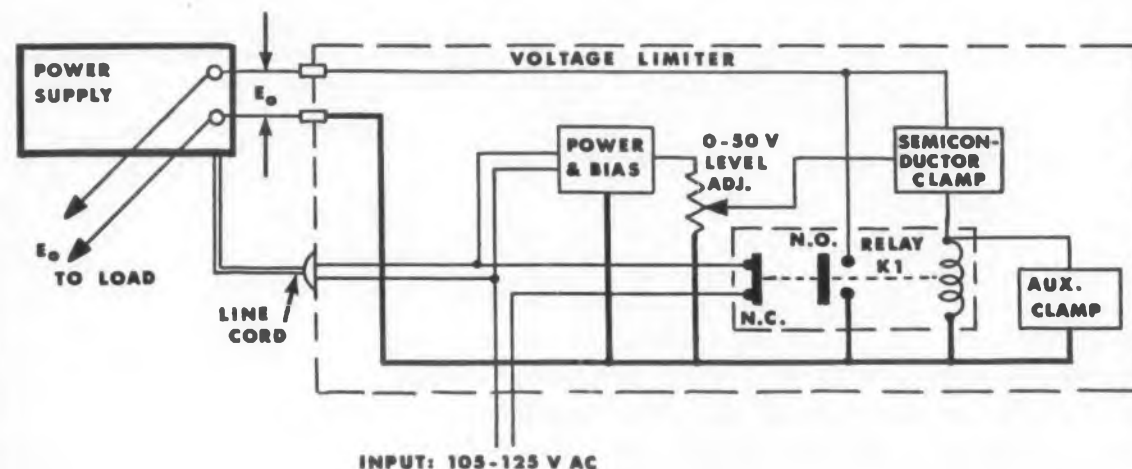 POWER
SUPPLY
E₀
VOLTAGE LIMITER
POWER
& BIAS
0-50 V
LEVEL
ADJ.
SEMICON-
DUCTOR
CLAMP
N.O.
RELAY
K1
N.C.
AUX.
CLAMP
E₀
TO LOAD
LINE
CORD
INPUT: 105-125 V AC